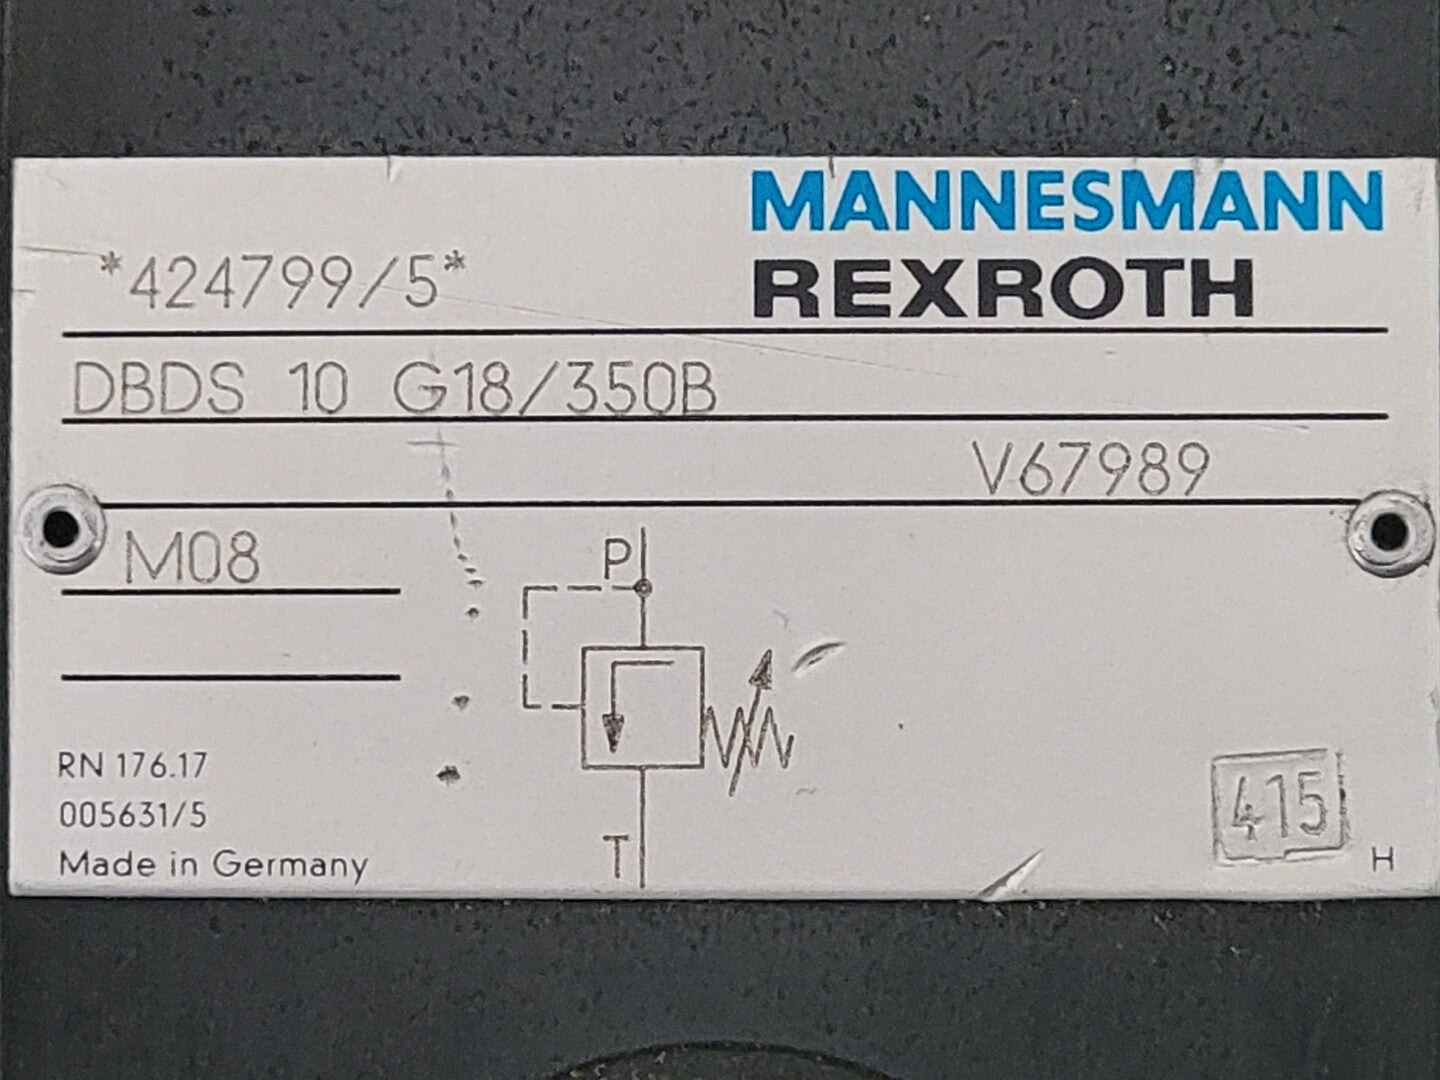 MANNESMANN
REXROTH
*424799/5*
DBDS 10 G18/350B
V67989
M08
P
T
RN 176.17
005631/5
Made in Germany
415
H